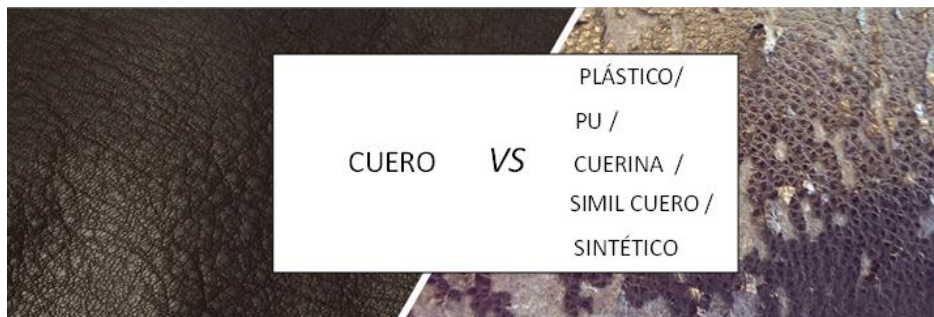 CUERO VS
PLÁSTICO/
PU /
CUERINA /
SIMIL CUERO /
SINTÉTICO